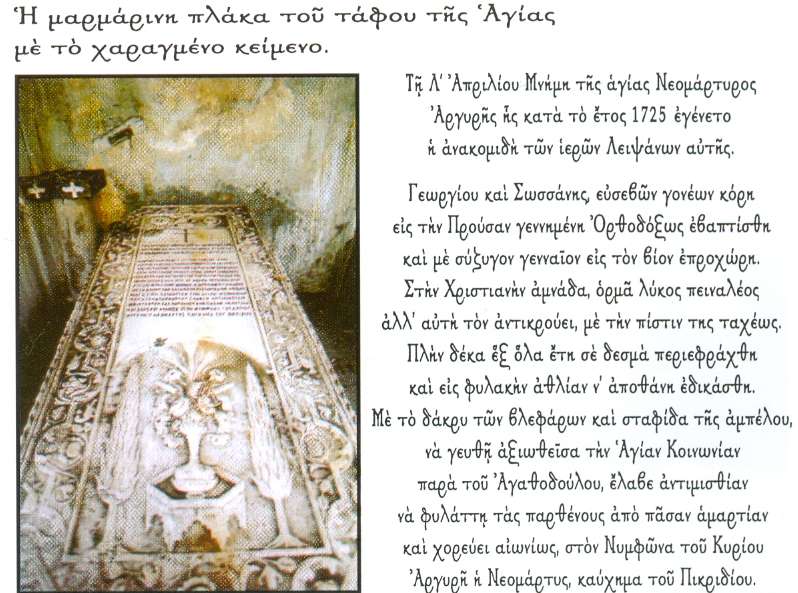 Ἡ μαρμάρινη πλάκα τοῦ τάφου τῆς Ἁγίας
μὲ τὸ χαραγμένο κείμενο.
Τῇ Λ΄ Ἀπριλίου Μνήμη τῆς ἁγίας Νεομάρτυρος
Ἀργυρῆς ἧς κατὰ τὸ ἔτος 1725 ἐγένετο
ἡ ἀνακομιδὴ τῶν ἱερῶν Λειψάνων αὐτῆς.
Γεωργίου καὶ Σωσσάνης, εὐσεβῶν γονέων κόρη
εἰς τὴν Προύσαν γεννημένη Ὀρθοδόξως ἐβαπτίσθη
καὶ μὲ σύζυγον γενναῖον εἰς τὸν βίον ἐπροχώρη.
Στὴν Χριστιανὴν ἀμνάδα, ὁρμᾶ λύκος πειναλέος
ἀλλ' αὐτὴ τὸν ἀντικρούει, μὲ τὴν πίστιν της ταχέως.
Πλὴν δέκα ἕξ ὅλα ἔτη σὲ δεσμὰ περιεφράχθη
καὶ εἰς φυλακὴν ἀθλίαν ν' ἀποθάνη ἐδικάσθη.
Μὲ τὸ δάκρυ τῶν βλεφάρων καὶ σταφίδα τῆς ἀμπέλου,
νὰ γευθῆ ἀξιωθεῖσα τὴν Ἁγίαν Κοινωνίαν
παρὰ τοῦ Ἀγαθοδούλου, ἔλαβε ἀντιμισθίαν
νὰ φυλάττη τὰς παρθένους ἀπὸ πᾶσαν ἁμαρτίαν
καὶ χορεύει αἰωνίως, στὸν Νυμφῶνα τοῦ Κυρίου
Ἀργυρῆ ἡ Νεομάρτυς, καύχημα τοῦ Πικριδίου.